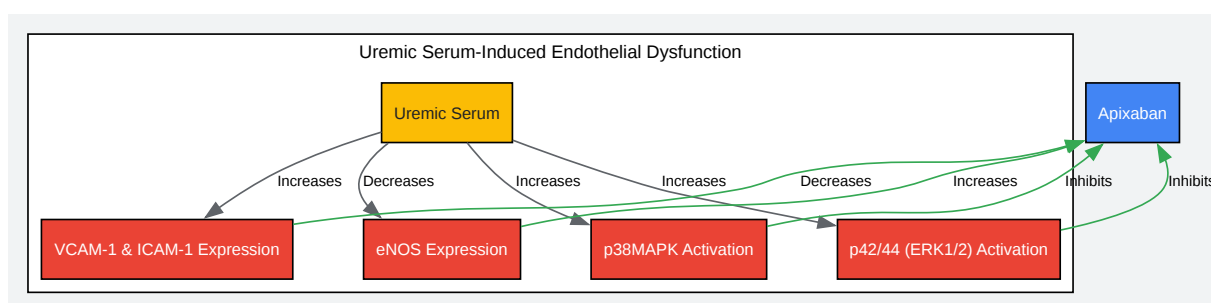 Uremic Serum-Induced Endothelial Dysfunction
Uremic Serum
Apixaban
Increases
Decreases
Increases
Increases
Decreases
Increases
Inhibits
Inhibits
VCAM-1 & ICAM-1 Expression
eNOS Expression
p38MAPK Activation
p42/44 (ERK1/2) Activation